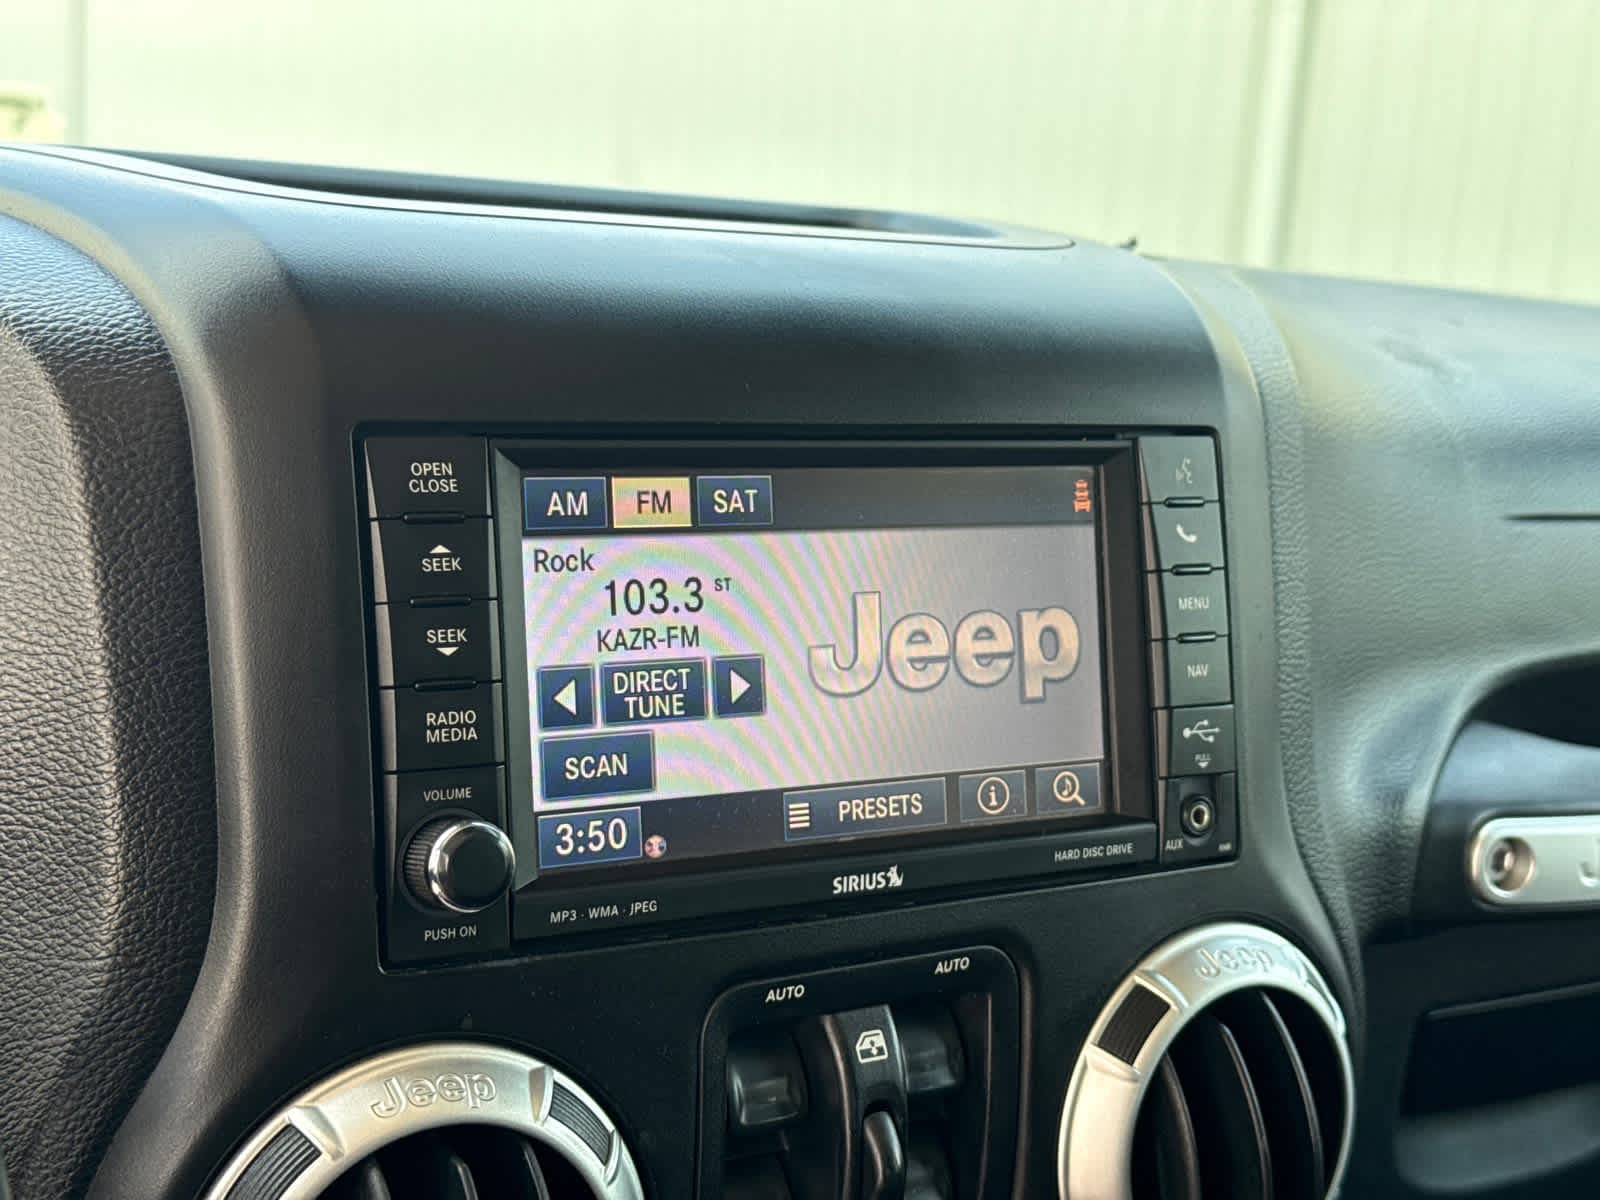 OPEN
CLOSE
SEEK
SEEK
RADIO
MEDIA
VOLUME
PUSH ON
AM
FM
SAT
Rock
103.3 ST
KAZR-FM
DIRECT
TUNE
SCAN
3:50
PRESETS
i
Jeep
MENU
NAV
PULL
AUX
MP3 · WMA · JPEG
SIRIUS
HARD DISC DRIVE
AUTO
AUTO
Jeep
Jeep